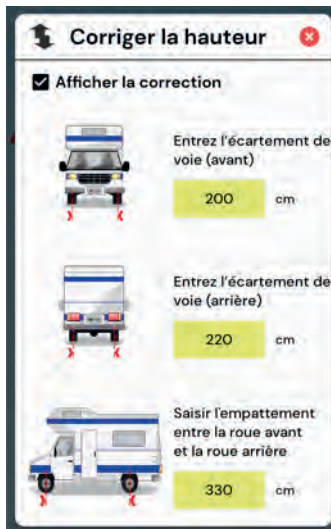 Corriger la hauteur
Afficher la correction
Entrez l'écartement de
voie (avant)
200 cm
Entrez l'écartement de
voie (arrière)
220 cm
Saisir l'empattement
entre la roue avant
et la roue arrière
330 cm